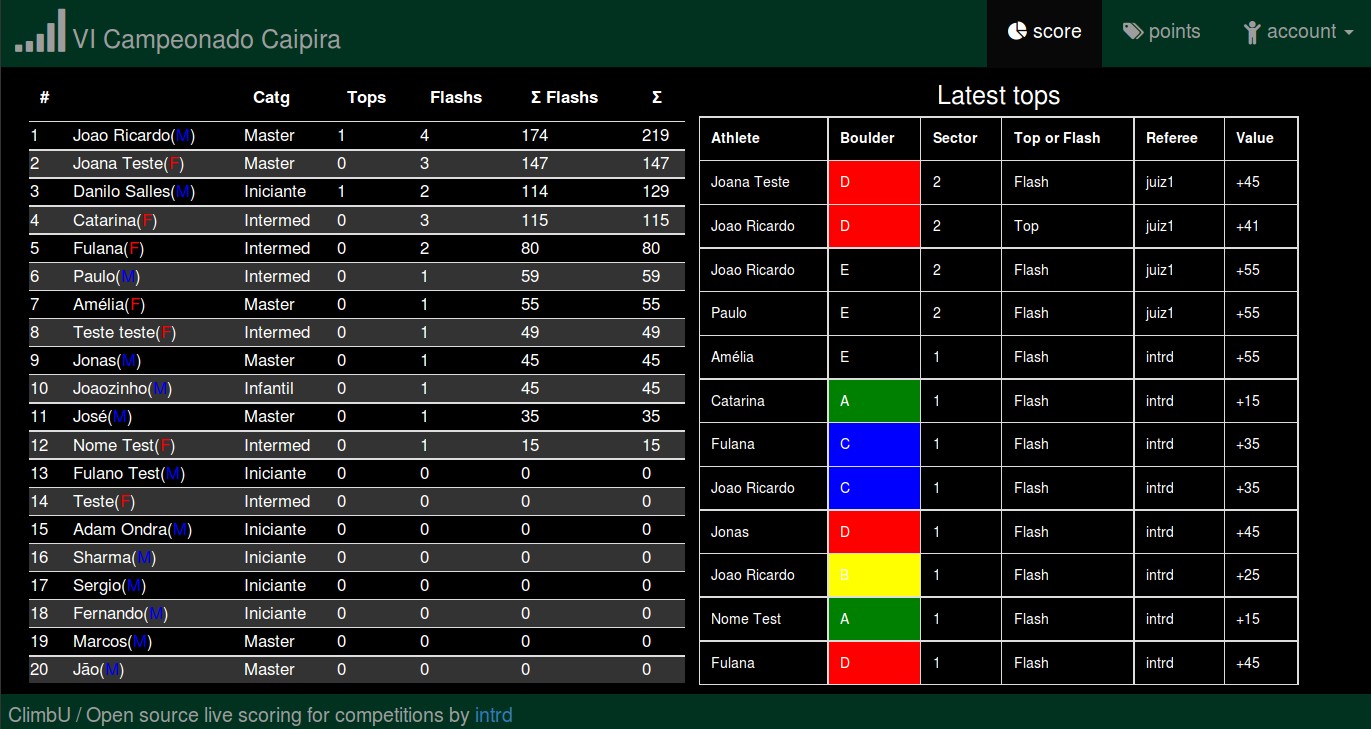 VI Campeonado Caipira
score
points
account
# Catg Tops Flashs Σ Flashs Σ
1 Joao Ricardo(M) Master 1 4 174 219
2 Joana Teste(F) Master 0 3 147 147
3 Danilo Salles(M) Iniciante 1 2 114 129
4 Catarina(F) Intermed 0 3 115 115
5 Fulana(F) Intermed 0 2 80 80
6 Paulo(M) Intermed 0 1 59 59
7 Amélia(F) Master 0 1 55 55
8 Teste teste(F) Intermed 0 1 49 49
9 Jonas(M) Master 0 1 45 45
10 Joaozinho(M) Infantil 0 1 45 45
11 José(M) Master 0 1 35 35
12 Nome Test(F) Intermed 0 1 15 15
13 Fulano Test(M) Iniciante 0 0 0 0
14 Teste(F) Intermed 0 0 0 0
15 Adam Ondra(M) Iniciante 0 0 0 0
16 Sharma(M) Iniciante 0 0 0 0
17 Sergio(M) Iniciante 0 0 0 0
18 Fernando(M) Iniciante 0 0 0 0
19 Marcos(M) Master 0 0 0 0
20 Jão(M) Master 0 0 0 0
Latest tops
Athlete Boulder Sector Top or Flash Referee Value
Joana Teste D 2 Flash juiz1 +45
Joao Ricardo D 2 Top juiz1 +41
Joao Ricardo E 2 Flash juiz1 +55
Paulo E 2 Flash juiz1 +55
Amélia E 1 Flash intrd +55
Catarina A 1 Flash intrd +15
Fulana C 1 Flash intrd +35
Joao Ricardo C 1 Flash intrd +35
Jonas D 1 Flash intrd +45
Joao Ricardo B 1 Flash intrd +25
Nome Test A 1 Flash intrd +15
Fulana D 1 Flash intrd +45
ClimbU / Open source live scoring for competitions by intrd